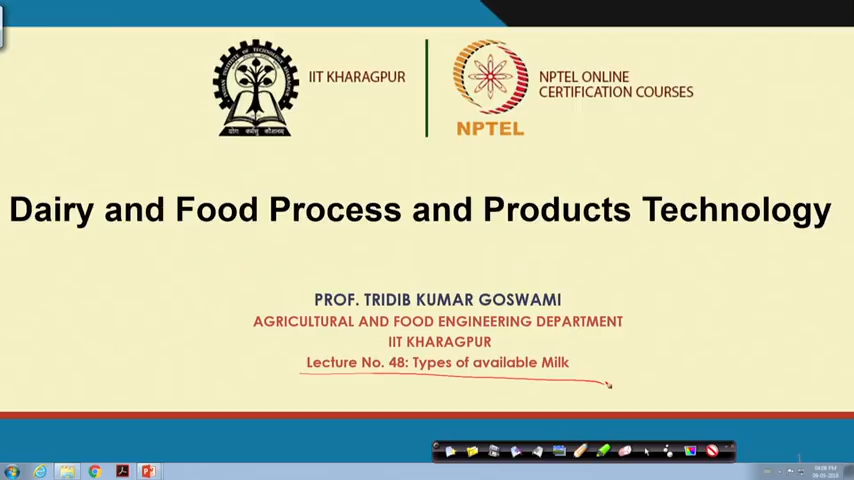 IIT KHARAGPUR
NPTEL ONLINE
CERTIFICATION COURSES
NPTEL
Dairy and Food Process and Products Technology
PROF. TRIDIB KUMAR GOSWAMI
AGRICULTURAL AND FOOD ENGINEERING DEPARTMENT
IIT KHARAGPUR
Lecture No. 48: Types of available Milk